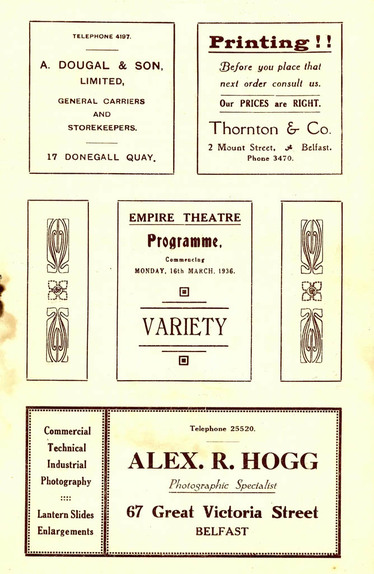 TELEPHONE 4197.
A. DOUGAL & SON,
LIMITED,
GENERAL CARRIERS
AND
STOREKEEPERS.
17 DONEGALL QUAY.
Printing!!
Before you place that
next order consult us.
Our PRICES are RIGHT.
Thornton & Co.
2 Mount Street, Belfast.
Phone 3470.
EMPIRE THEATRE
Programme,
Commencing
MONDAY, 16th MARCH, 1936.
VARIETY
Commercial
Technical
Industrial
Photography
Lantern Slides
Enlargements
Telephone 25520.
ALEX. R. HOGG
Photographic Specialist
67 Great Victoria Street
BELFAST